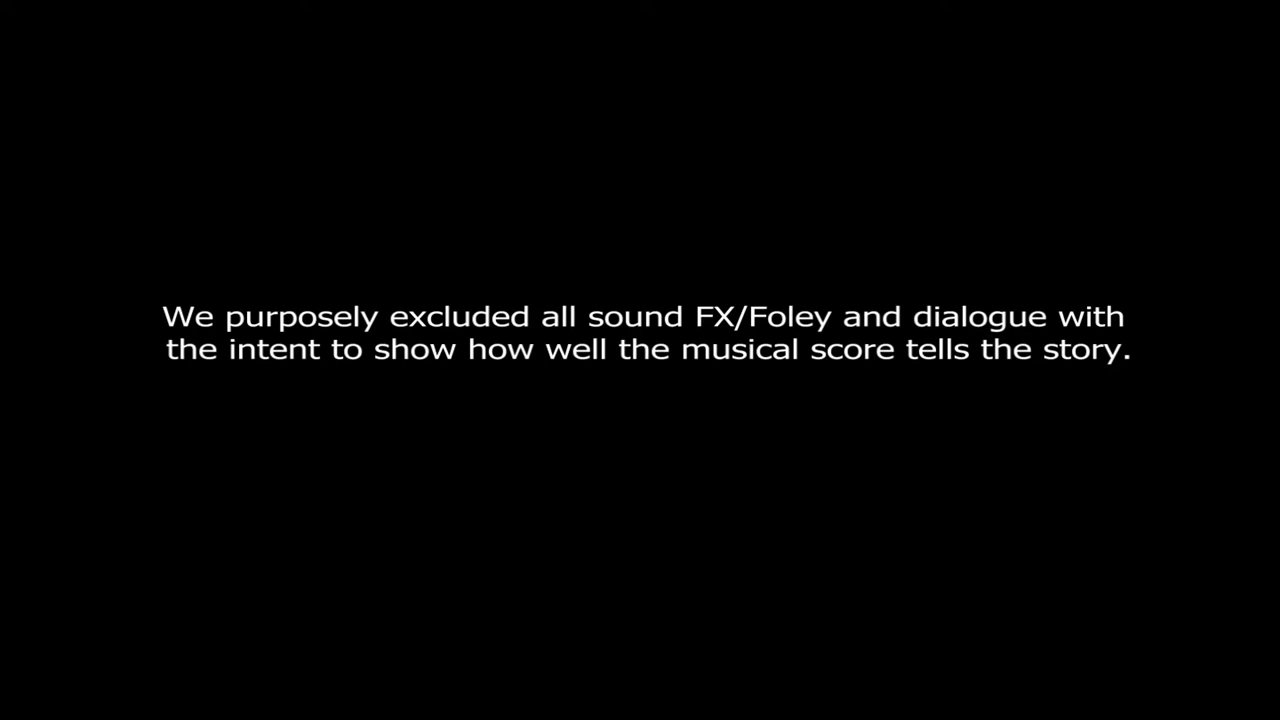 We purposely excluded all sound FX/Foley and dialogue with
the intent to show how well the musical score tells the story.